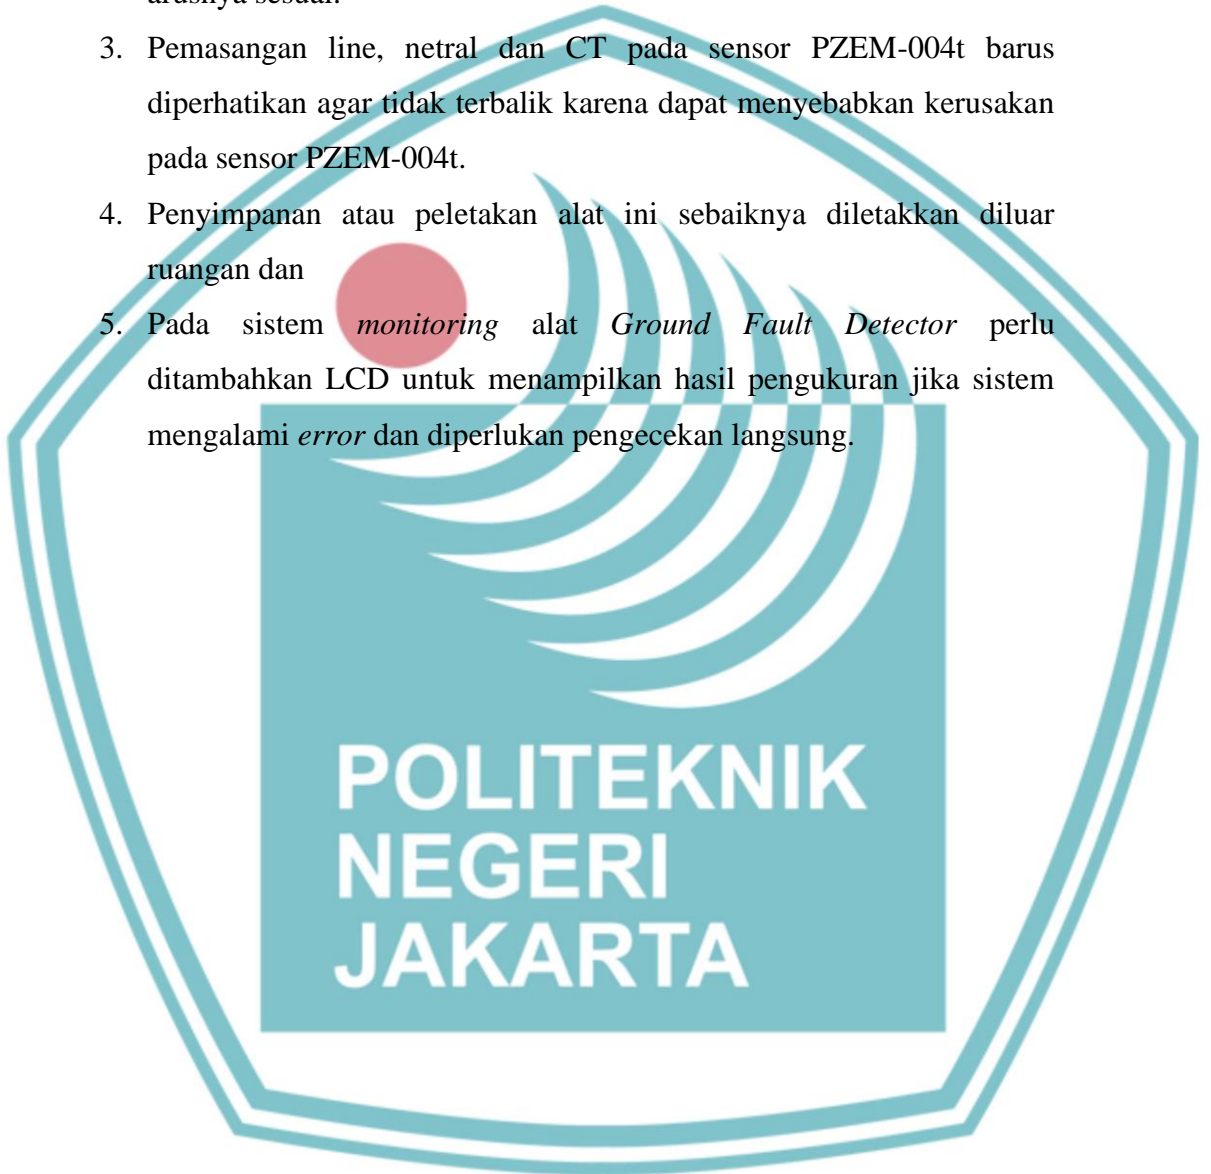 arusnya sesuai.
3. Pemasangan line, netral dan CT pada sensor PZEM-004t barus
diperhatikan agar tidak terbalik karena dapat menyebabkan kerusakan
pada sensor PZEM-004t.
4. Penyimpanan atau peletakan alat ini sebaiknya diletakkan diluar
ruangan dan
5. Pada sistem monitoring alat Ground Fault Detector perlu
ditambahkan LCD untuk menampilkan hasil pengukuran jika sistem
mengalami error dan diperlukan pengecekan langsung.
POLITEKNIK
NEGERI
JAKARTA